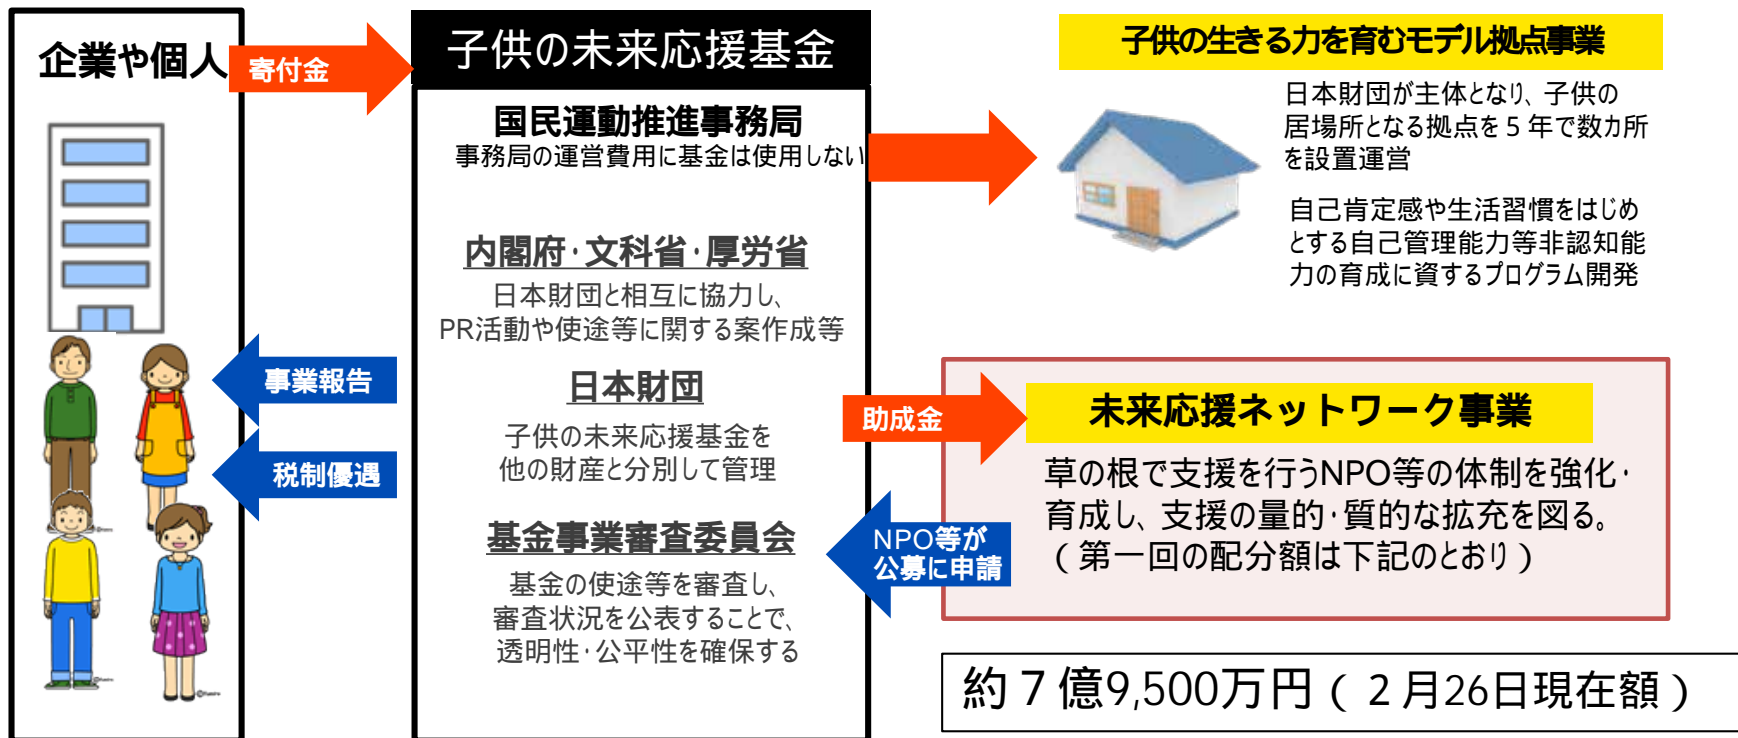 企業や個人
寄付金
事業報告
税制優遇
子供の未来応援基金
国民運動推進事務局
事務局の運営費用に基金は使用しない
内閣府・文科省・厚労省
日本財団と相互に協力し、
PR活動や使途等に関する案作成等
日本財団
子供の未来応援基金を
他の財産と分別して管理
基金事業審査委員会
基金の使途等を審査し、
審査状況を公表することで、
透明性・公平性を確保する
子供の生きる力を育むモデル拠点事業
日本財団が主体となり、子供の
居場所となる拠点を5年で数カ所
を設置運営
自己肯定感や生活習慣をはじめ
とする自己管理能力等非認知能
力の育成に資するプログラム開発
助成金
NPO等が
公募に申請
未来応援ネットワーク事業
草の根で支援を行うNPO等の体制を強化・
育成し、支援の量的・質的な拡充を図る。
(第一回の配分額は下記のとおり)
約7億9,500万円(2月26日現在額)